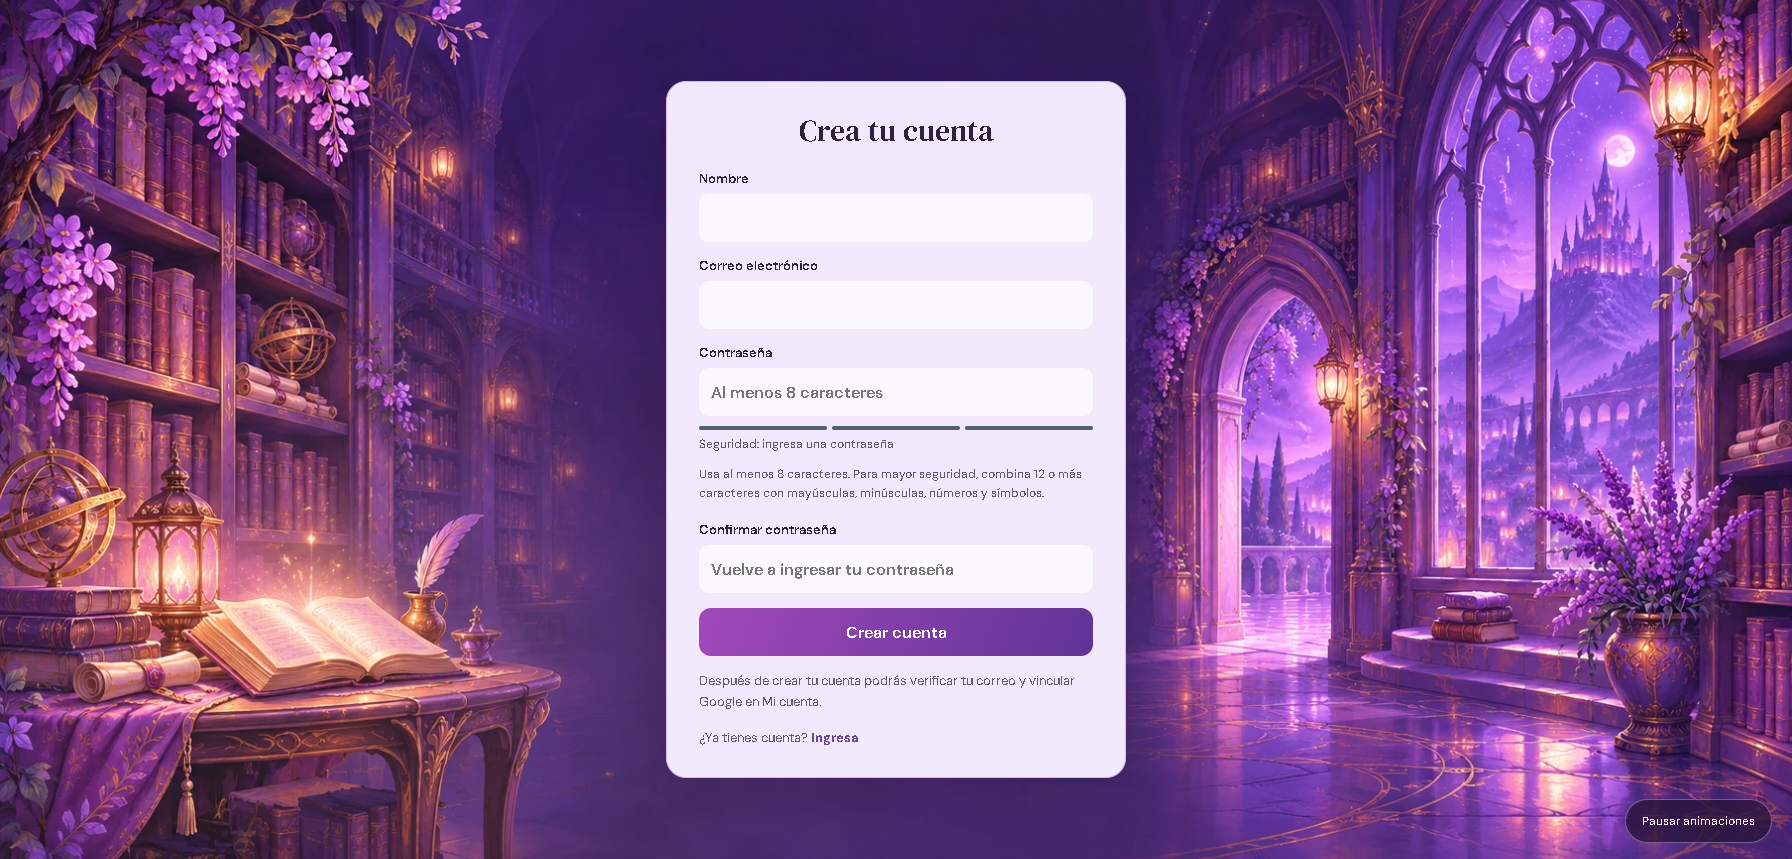 Crea tu cuenta
Nombre
Correo electrónico
Contraseña
Al menos 8 caracteres
Seguridad: ingresa una contraseña
Usa al menos 8 caracteres. Para mayor seguridad, combina 12 o más
caracteres con mayúsculas, minúsculas, números y símbolos.
Confirmar contraseña
Vuelve a ingresar tu contraseña
Crear cuenta
Después de crear tu cuenta podrás verificar tu correo y vincular
Google en Mi cuenta.
¿Ya tienes cuenta? Ingresa
Pausar animaciones